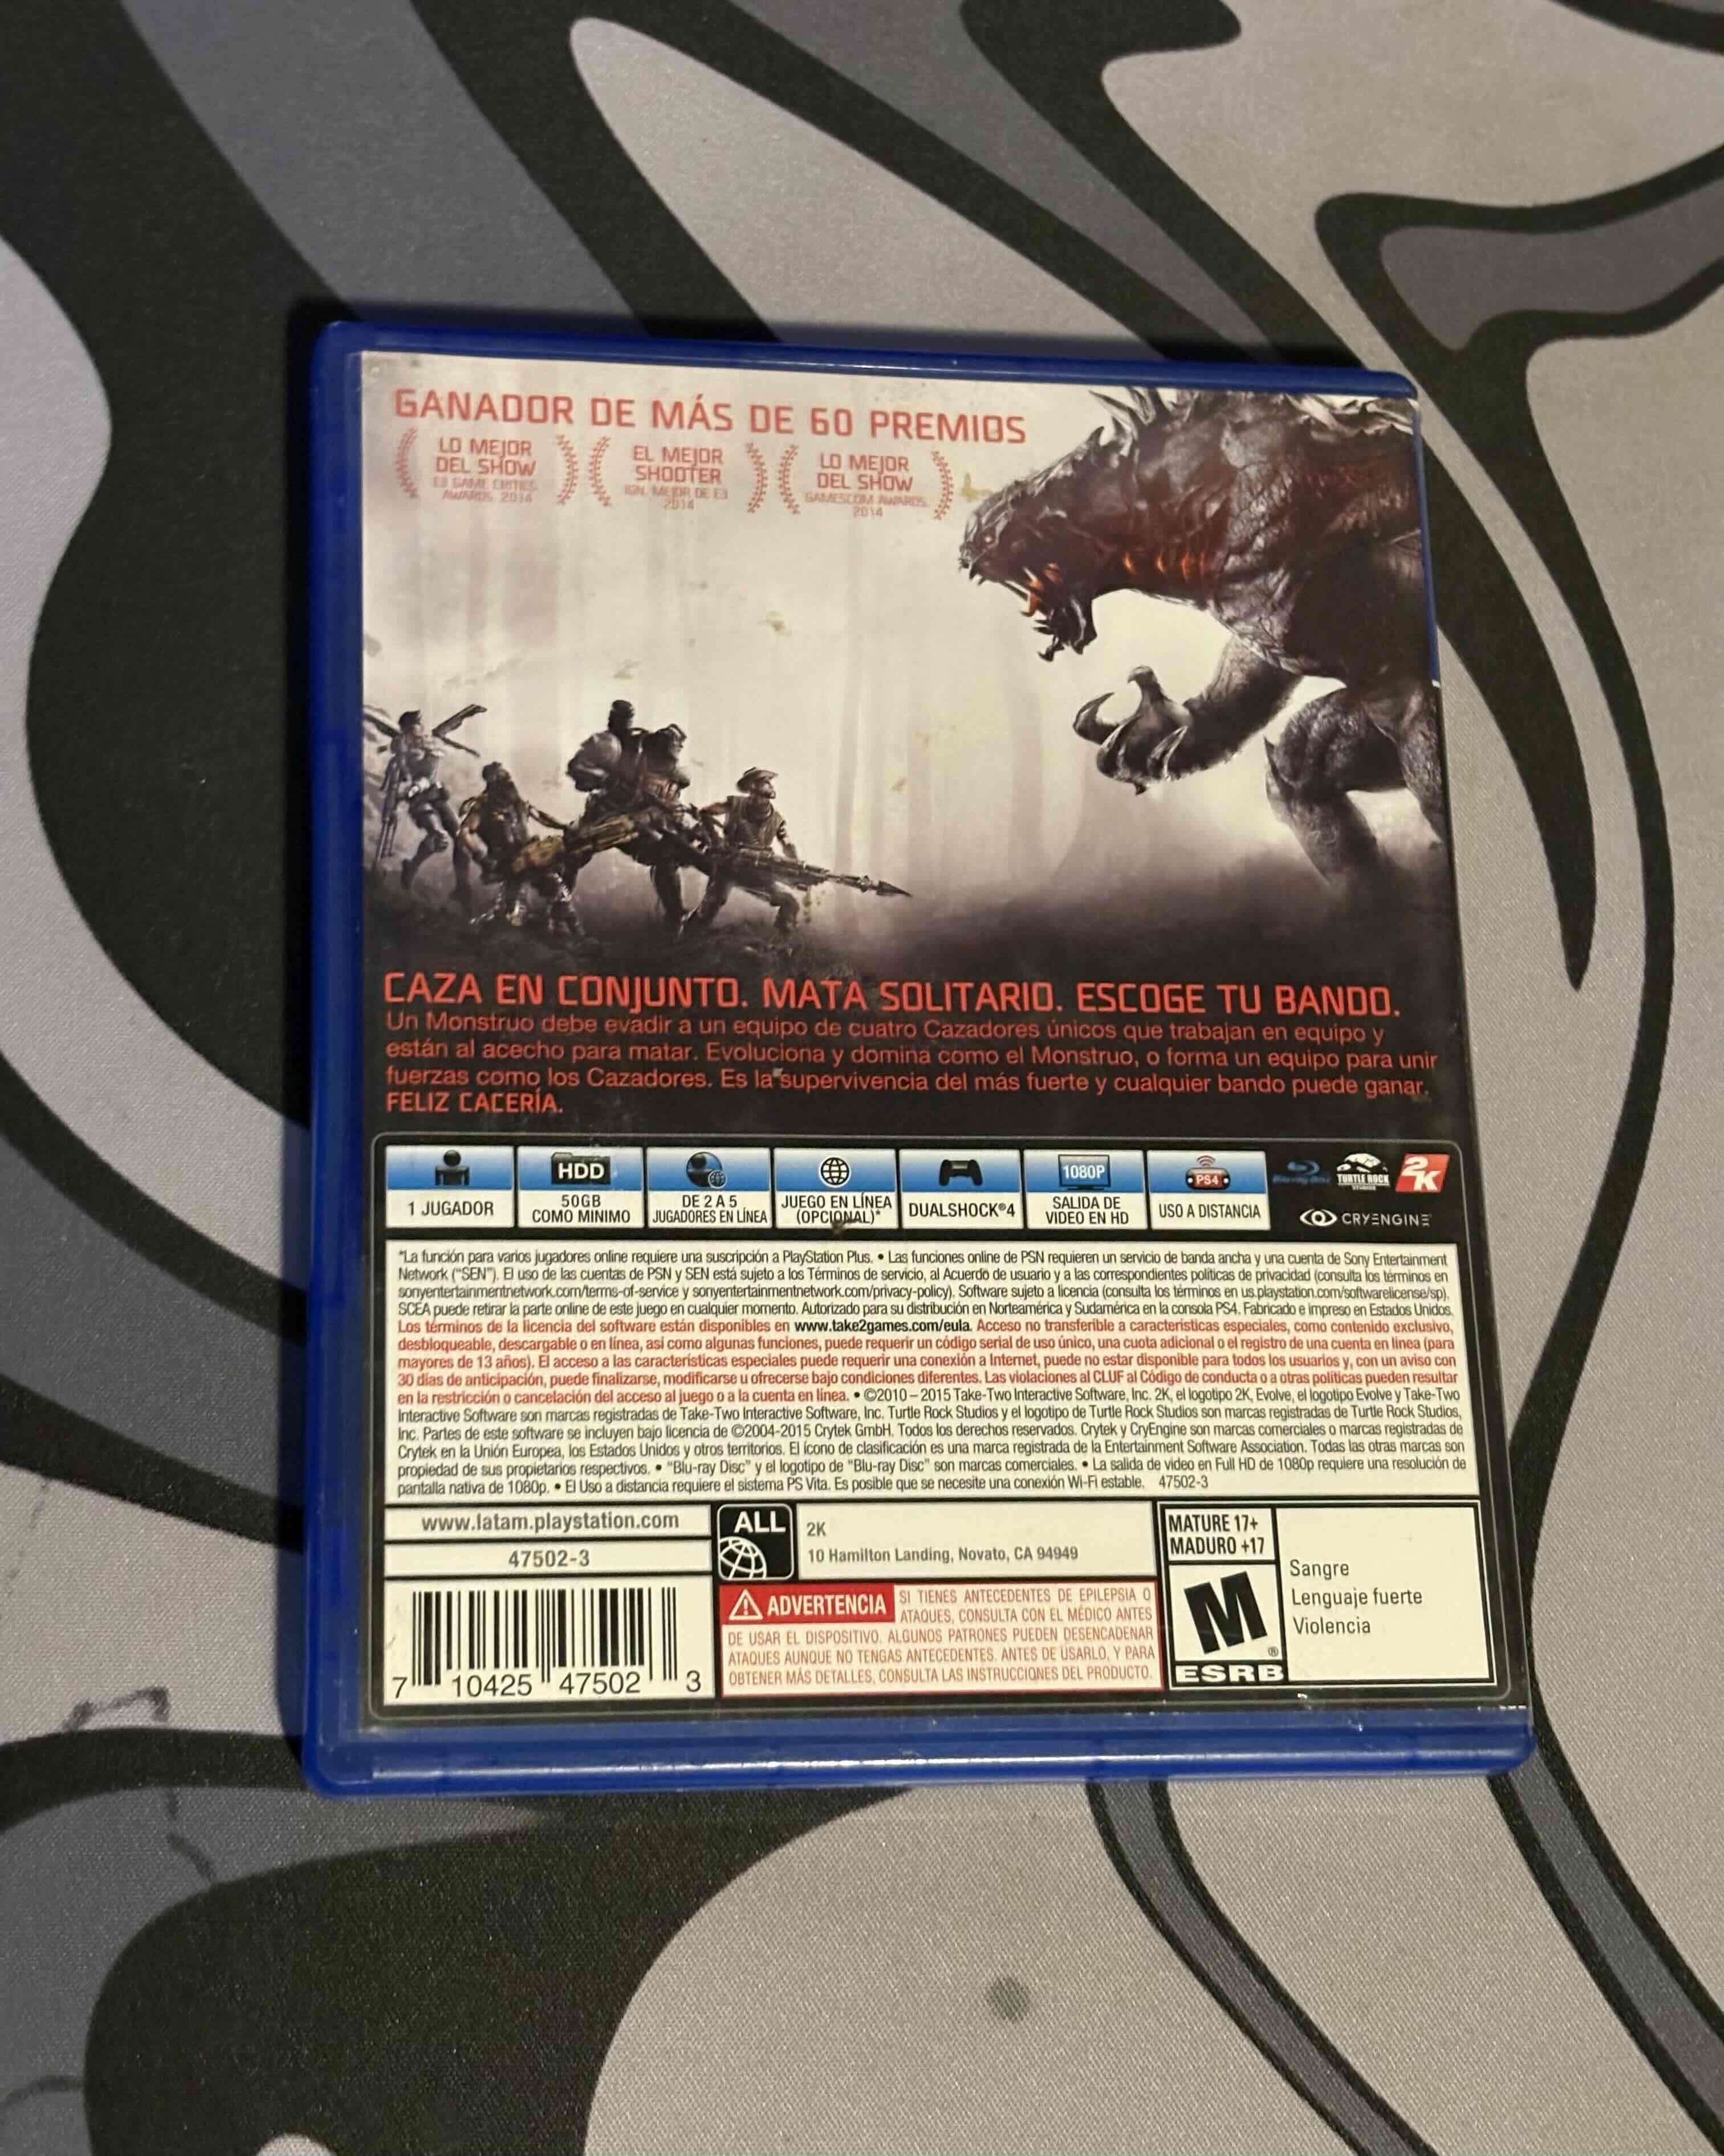 GANADOR DE MÁS DE 60 PREMIOS
LO MEJOR
DEL SHOW
E3 GAME CRITICS
AWARDS, 2014
EL MEJOR
SHOOTER
IGN, MEJOR DE E3
2014
LO MEJOR
DEL SHOW
GAMESCOM AWARDS,
2014
CAZA EN CONJUNTO. MATA SOLITARIO. ESCOGE TU BANDO.
Un Monstruo debe evadir a un equipo de cuatro Cazadores únicos que trabajan en equipo y
están al acecho para matar. Evoluciona y domina como el Monstruo, o forma un equipo para unir
fuerzas como los Cazadores. Es la supervivencia del más fuerte y cualquier bando puede ganar.
FELIZ CACERÍA.
1 JUGADOR
HDD
50GB
COMO MINIMO
DE 2 A 5
JUGADORES EN LÍNEA
JUEGO EN LÍNEA
(OPCIONAL)*
DUALSHOCK®4
1080P
SALIDA DE
VIDEO EN HD
PS4
USO A DISTANCIA
Blu-ray Disc
TURTLE ROCK
STUDIOS
2K
CRYENGINE
*La función para varios jugadores online requiere una suscripción a PlayStation Plus. • Las funciones online de PSN requieren un servicio de banda ancha y una cuenta de Sony Entertainment
Network ("SEN"). El uso de las cuentas de PSN y SEN está sujeto a los Términos de servicio, al Acuerdo de usuario y a las correspondientes políticas de privacidad (consulta los términos en
sonyentertainmentnetwork.com/terms-of-service y sonyentertainmentnetwork.com/privacy-policy). Software sujeto a licencia (consulta los términos en us.playstation.com/softwarelicense/sp).
SCEA puede retirar la parte online de este juego en cualquier momento. Autorizado para su distribución en Norteamérica y Sudamérica en la consola PS4. Fabricado e impreso en Estados Unidos.
Los términos de la licencia del software están disponibles en www.take2games.com/eula. Acceso no transferible a características especiales, como contenido exclusivo,
desbloqueable, descargable o en línea, así como algunas funciones, puede requerir un código serial de uso único, una cuota adicional o el registro de una cuenta en línea (para
mayores de 13 años). El acceso a las características especiales puede requerir una conexión a Internet, puede no estar disponible para todos los usuarios y, con un aviso con
30 días de anticipación, puede finalizarse, modificarse u ofrecerse bajo condiciones diferentes. Las violaciones al CLUF al Código de conducta o a otras políticas pueden resultar
en la restricción o cancelación del acceso al juego o a la cuenta en línea. • ©2010 – 2015 Take-Two Interactive Software, Inc. 2K, el logotipo 2K, Evolve, el logotipo Evolve y Take-Two
Interactive Software son marcas registradas de Take-Two Interactive Software, Inc. Turtle Rock Studios y el logotipo de Turtle Rock Studios son marcas registradas de Turtle Rock Studios,
Inc. Partes de este software se incluyen bajo licencia de ©2004-2015 Crytek GmbH. Todos los derechos reservados. Crytek y CryEngine son marcas comerciales o marcas registradas de
Crytek en la Unión Europea, los Estados Unidos y otros territorios. El ícono de clasificación es una marca registrada de la Entertainment Software Association. Todas las otras marcas son
propiedad de sus propietarios respectivos. • "Blu-ray Disc" y el logotipo de "Blu-ray Disc" son marcas comerciales. • La salida de video en Full HD de 1080p requiere una resolución de
pantalla nativa de 1080p. • El Uso a distancia requiere el sistema PS Vita. Es posible que se necesite una conexión Wi-Fi estable. 47502-3
www.latam.playstation.com
47502-3
7 10425 47502 3
ALL
2K
10 Hamilton Landing, Novato, CA 94949
ADVERTENCIA SI TIENES ANTECEDENTES DE EPILEPSIA O
ATAQUES, CONSULTA CON EL MÉDICO ANTES
DE USAR EL DISPOSITIVO. ALGUNOS PATRONES PUEDEN DESENCADENAR
ATAQUES AUNQUE NO TENGAS ANTECEDENTES. ANTES DE USARLO, Y PARA
OBTENER MÁS DETALLES, CONSULTA LAS INSTRUCCIONES DEL PRODUCTO.
MATURE 17+
MADURO +17
M
®
ESRB
Sangre
Lenguaje fuerte
Violencia